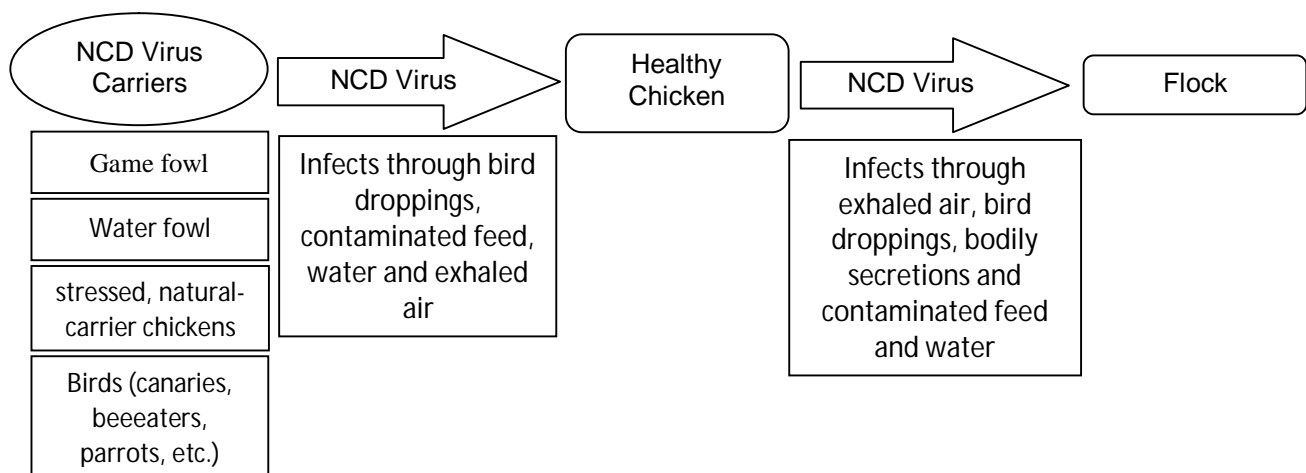 NCD Virus
Carriers
NCD Virus
Healthy
Chicken
NCD Virus
Flock
Game fowl
Water fowl
stressed, natural-
carrier chickens
Birds (canaries,
beeeaters,
parrots, etc.)
Infects through bird
droppings,
contaminated feed,
water and exhaled
air
Infects through
exhaled air, bird
droppings, bodily
secretions and
contaminated feed
and water